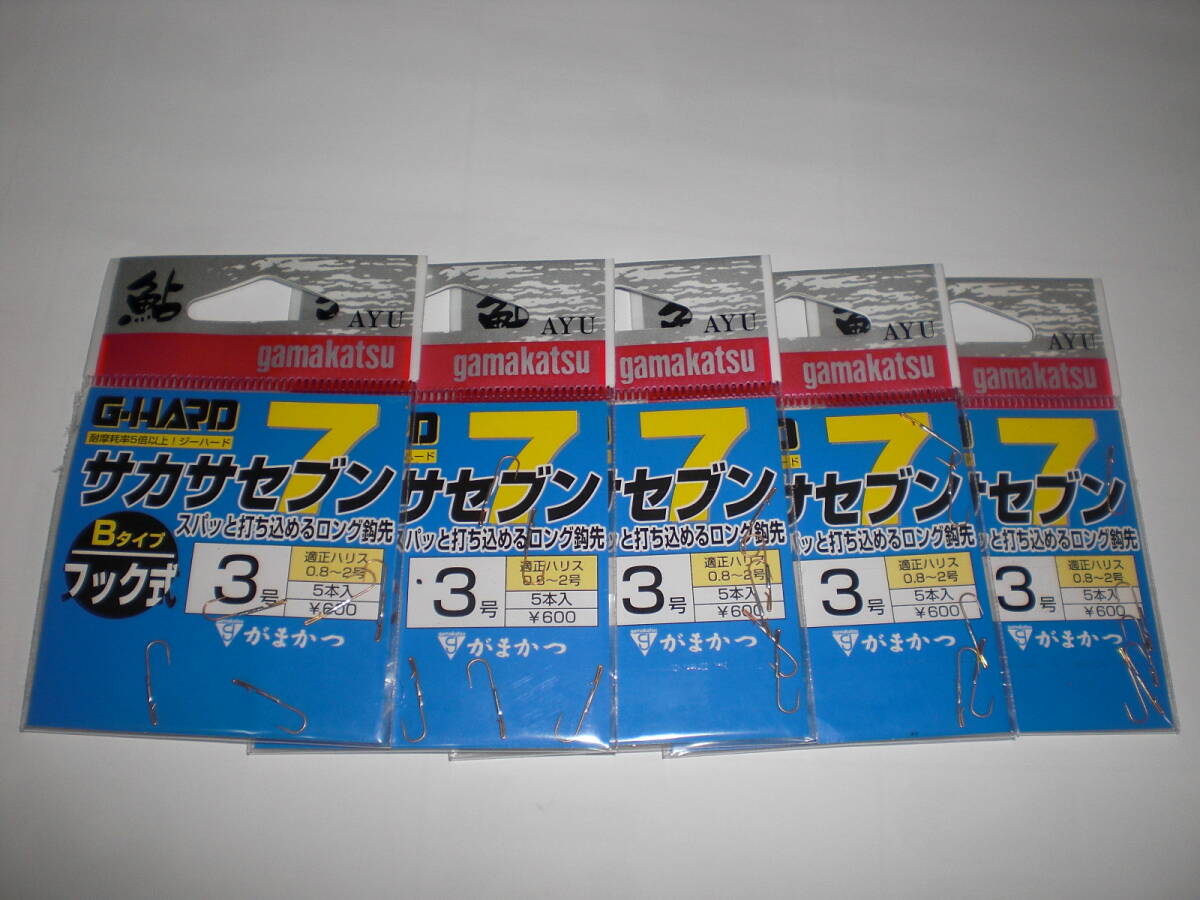 鮎
AYU
gamakatsu
G-HARD 7
耐摩耗率5倍以上！ジーハード
サカサセブン
スパッと打ち込めるロング鈎先
Bタイプ
フック式
3号
適正ハリス
0.8～2号
5本入
¥600
がまかつ
AYU
gamakatsu
7
ード
サセブン
パッと打ち込めるロング鈎先
3号
適正ハリス
0.8～2号
5本入
¥600
gamakatsu
がまかつ
AYU
gamakatsu
7
セブン
と打ち込めるロング鈎先
3号
適正ハリス
0.8～2号
5本入
¥600
gamakatsu
がまかつ
AYU
gamakatsu
7
ード
サセブン
と打ち込めるロング鈎先
3号
適正ハリス
0.8～2号
5本入
¥600
gamakatsu
がまかつ
AYU
gamakatsu
7
セブン
と打ち込めるロング鈎先
3号
適正ハリス
0.8～2号
5本入
¥600
gamakatsu
がまかつ